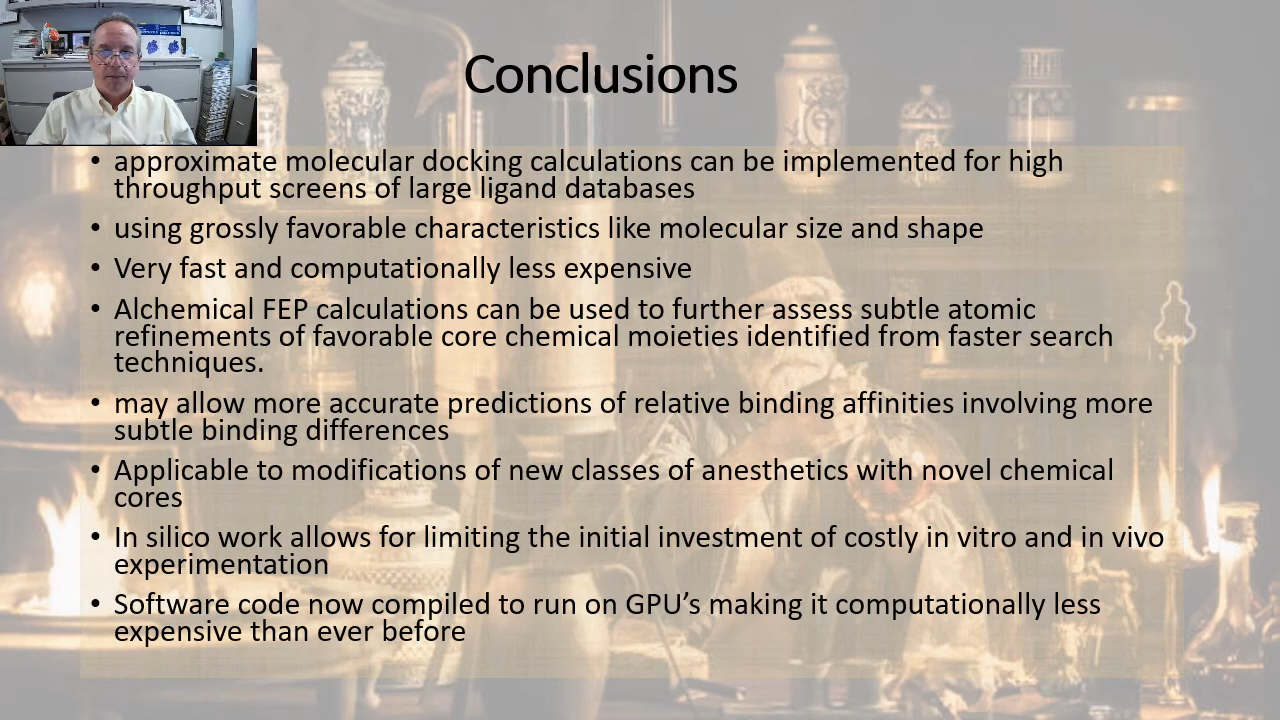 Conclusions
• approximate molecular docking calculations can be implemented for high
throughput screens of large ligand databases
• using grossly favorable characteristics like molecular size and shape
• Very fast and computationally less expensive
• Alchemical FEP calculations can be used to further assess subtle atomic
refinements of favorable core chemical moieties identified from faster search
techniques.
• may allow more accurate predictions of relative binding affinities involving more
subtle binding differences
• Applicable to modifications of new classes of anesthetics with novel chemical
cores
• In silico work allows for limiting the initial investment of costly in vitro and in vivo
experimentation
• Software code now compiled to run on GPU’s making it computationally less
expensive than ever before